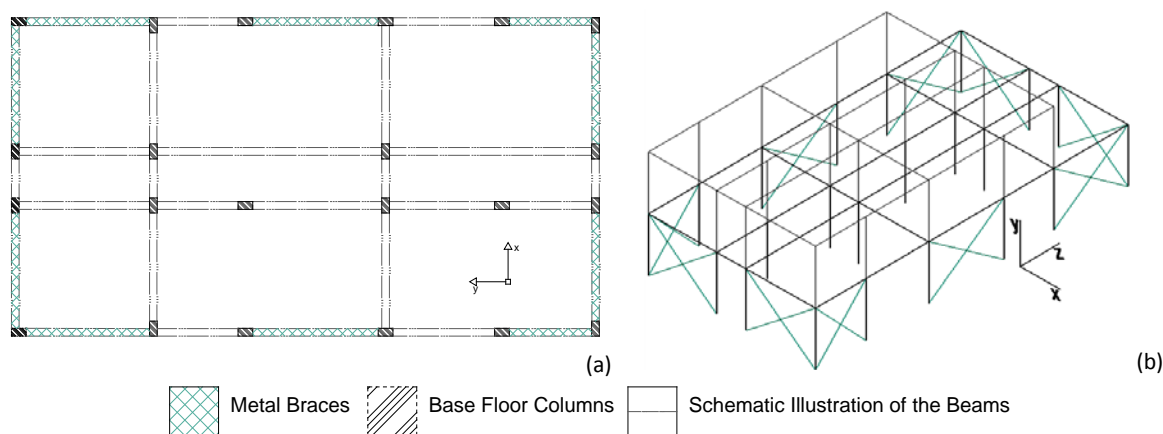 x
y
(a)
y
z
x
(b)
Metal Braces
Base Floor Columns
Schematic Illustration of the Beams